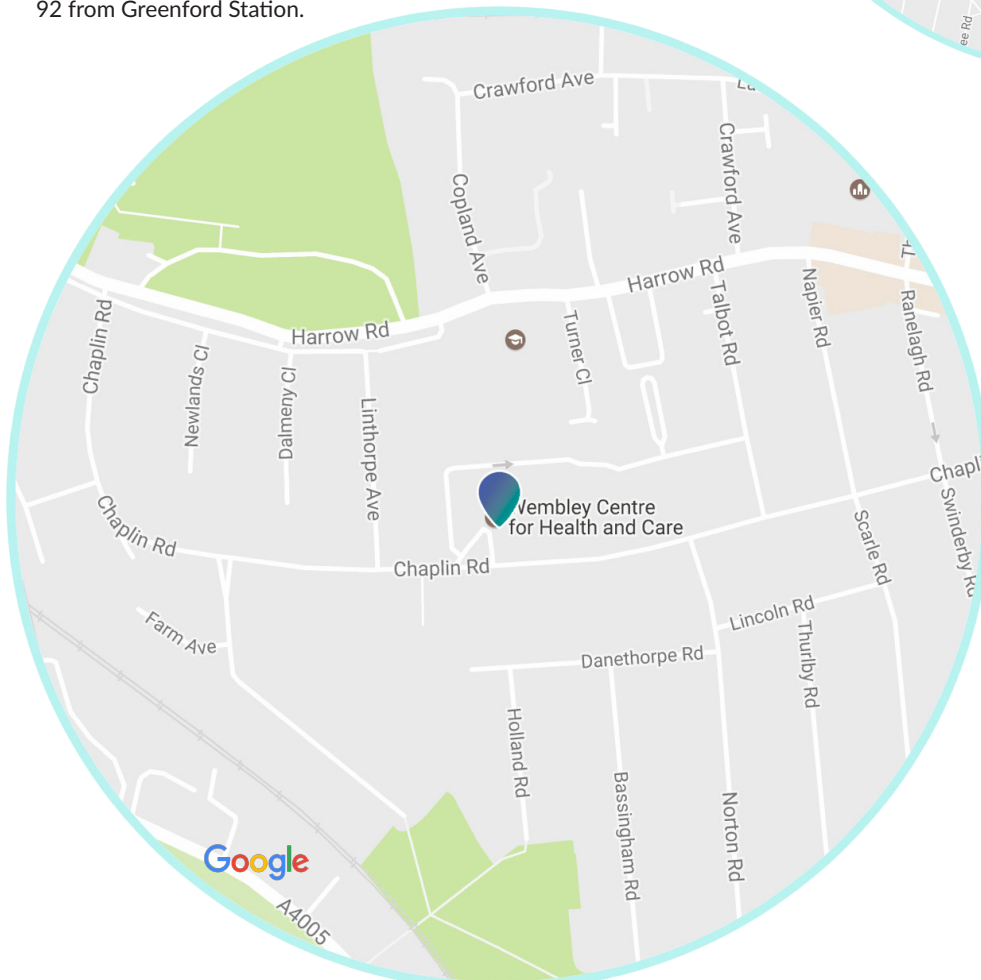 92 from Greenford Station.
ee Rd
Crawford Ave
Copland Ave
Crawford Ave
Harrow Rd
Harrow Rd
Chaplin Rd
Newlands Cl
Dalmeny Cl
Linthorpe Ave
Turner Cl
Talbot Rd
Napier Rd
Ranelagh Rd
Chapli
Wembley Centre
for Health and Care
Chaplin Rd
Chaplin Rd
Swinderby Rd
Scarle Rd
Farm Ave
Lincoln Rd
Thurlby Rd
Danethorpe Rd
Holland Rd
Bassingham Rd
Norton Rd
Google
A4005